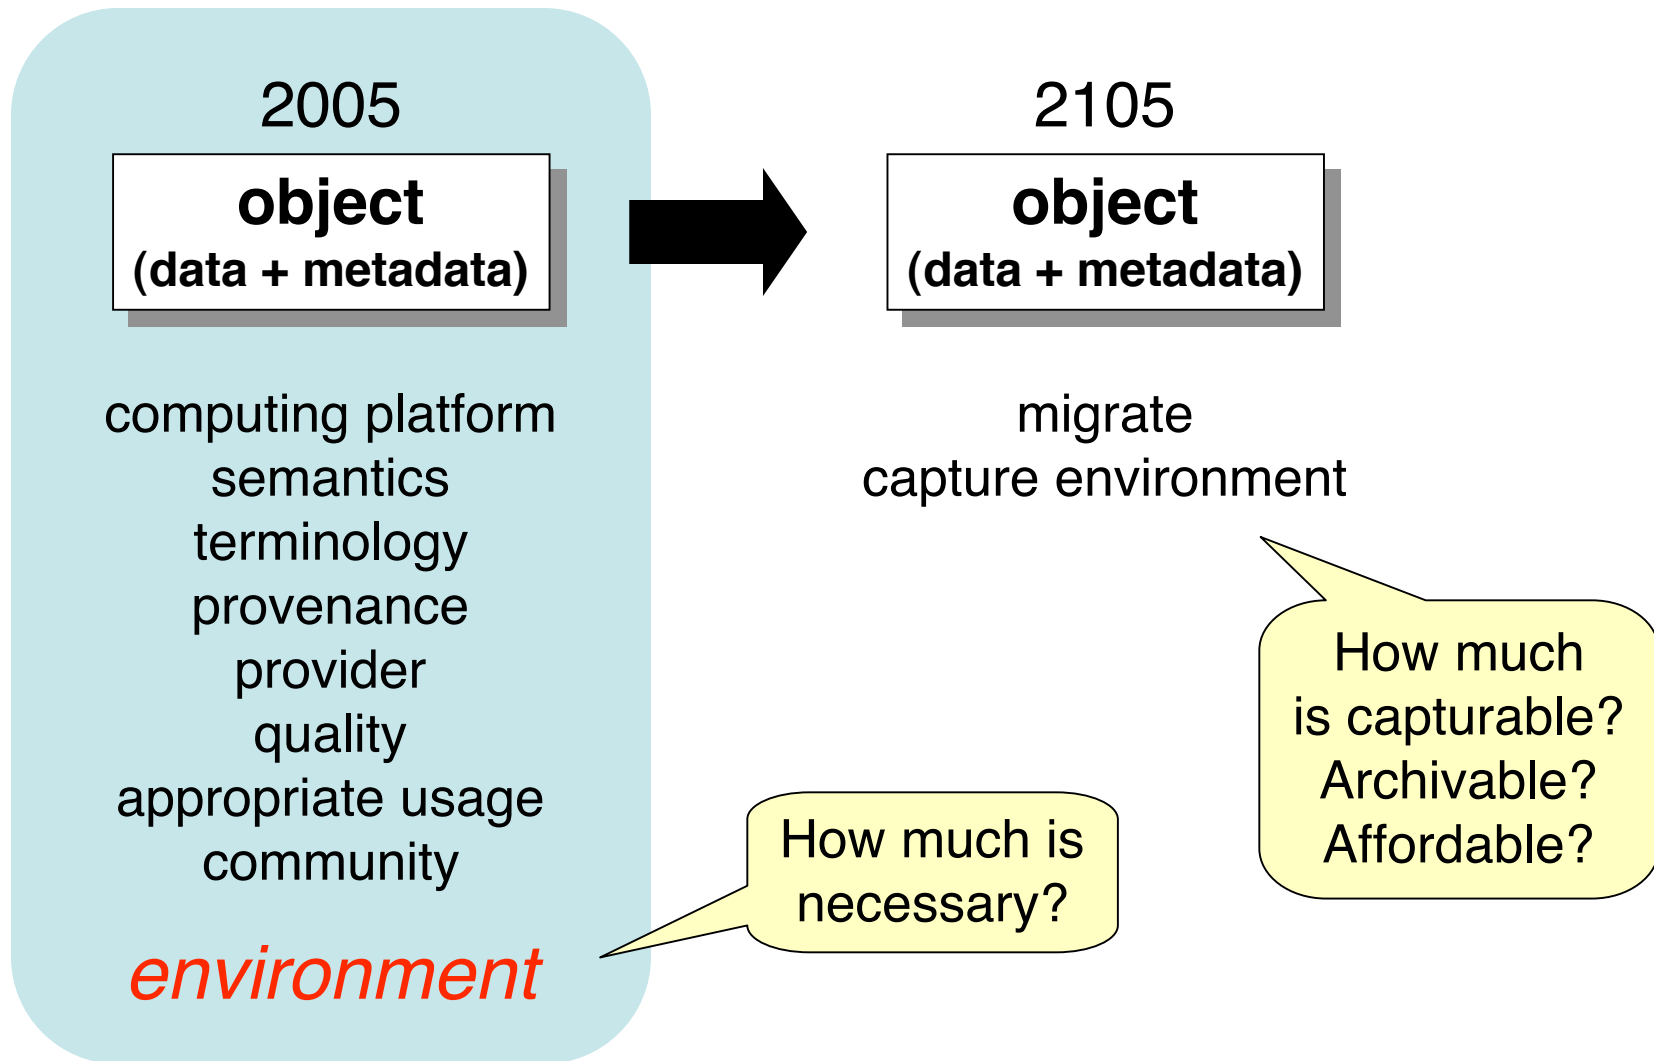 2005
object
(data + metadata)
computing platform
semantics
terminology
provenance
provider
quality
appropriate usage
community
environment
How much is
necessary?
2105
object
(data + metadata)
migrate
capture environment
How much
is capturable?
Archivable?
Affordable?